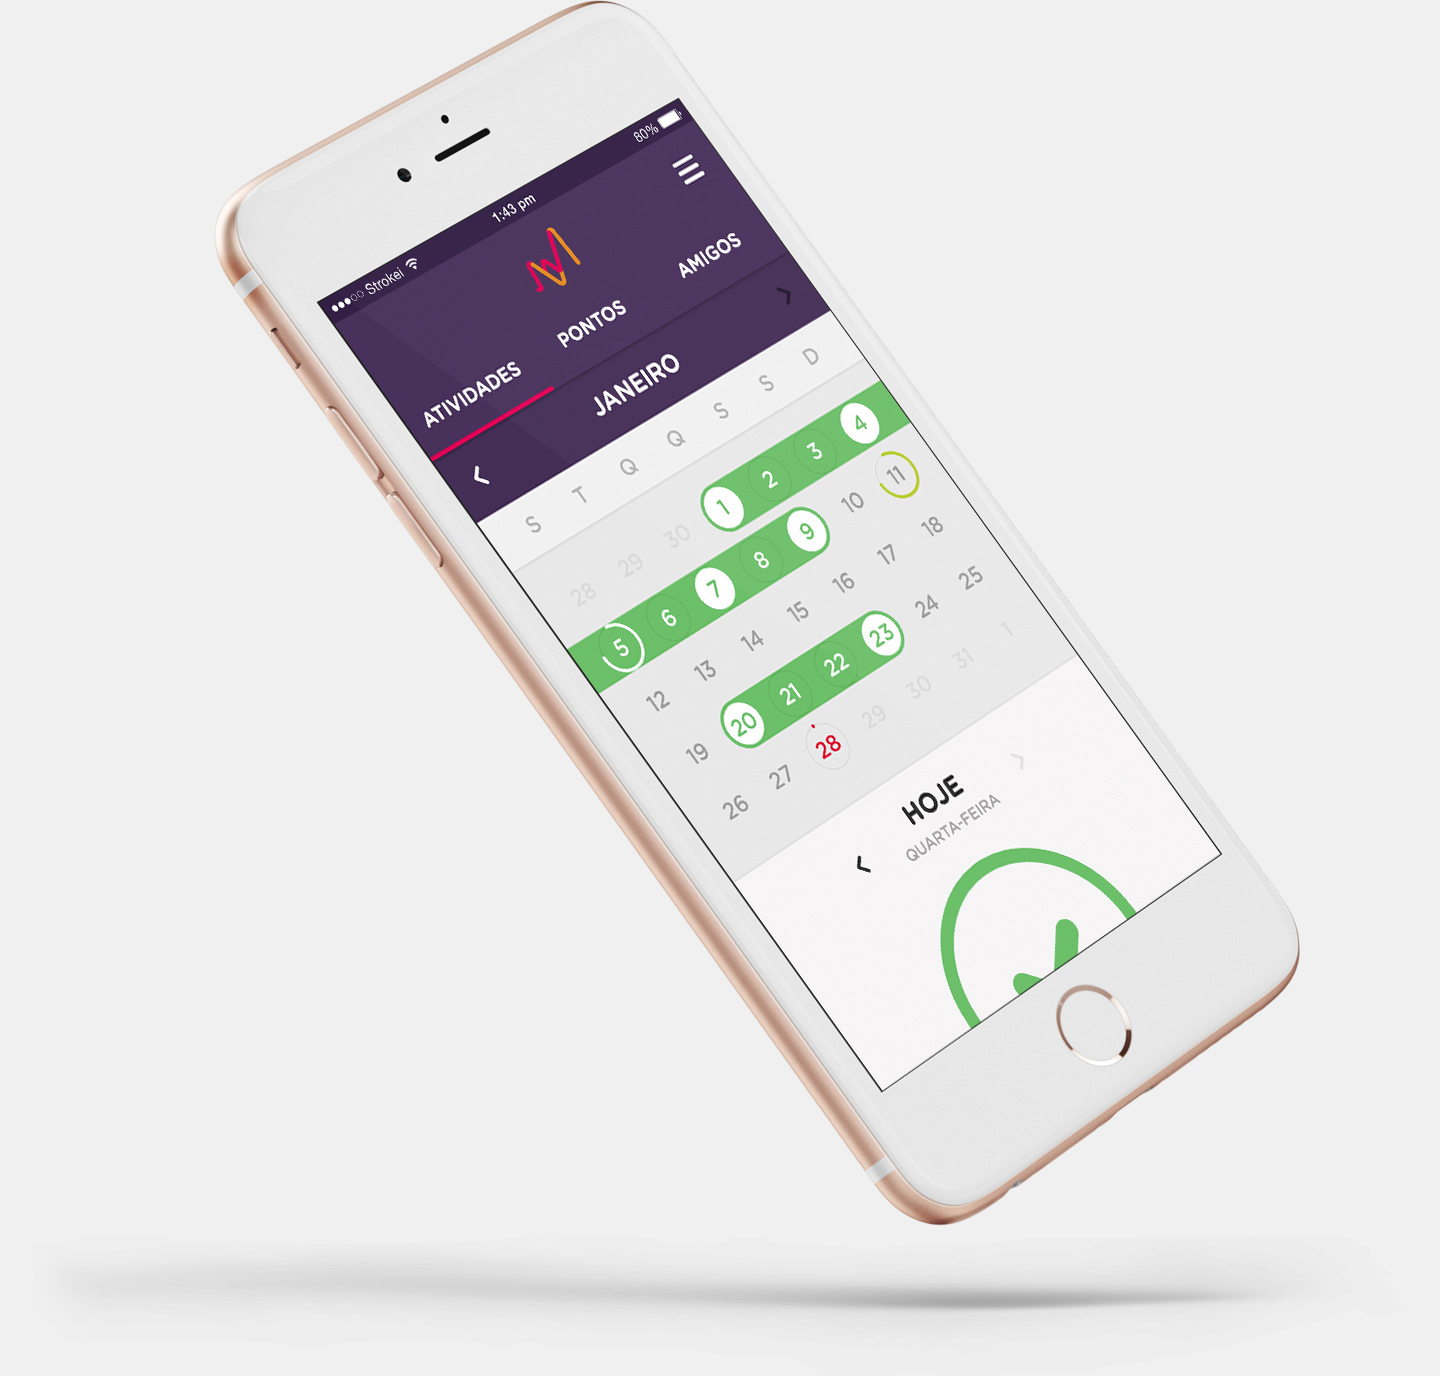 Strokei 1:43 pm 80%
ATIVIDADES PONTOS AMIGOS
JANEIRO
S T Q Q S S D
28 29 30 1 2 3 4
5 6 7 8 9 10 11
12 13 14 15 16 17 18
19 20 21 22 23 24 25
26 27 28 29 30 31 1
HOJE
QUARTA-FEIRA